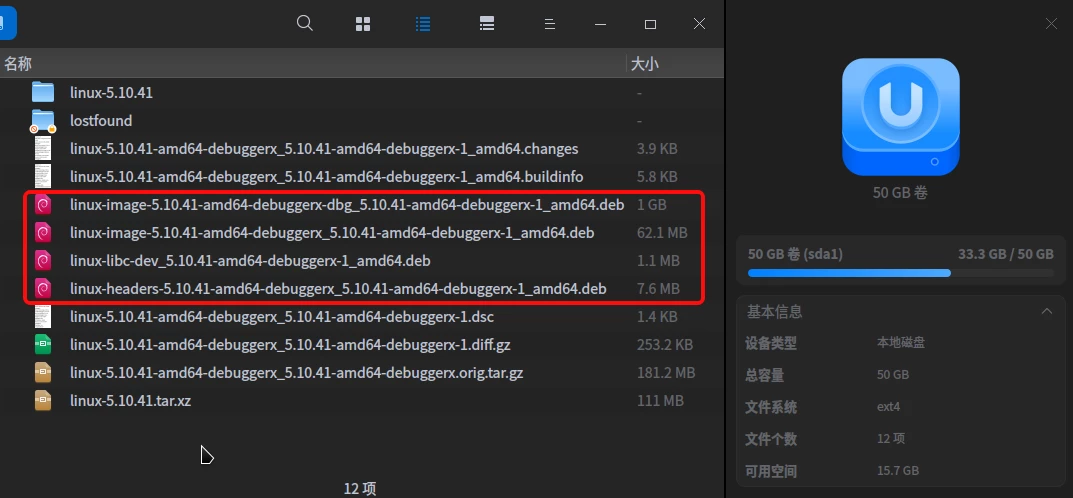 名称 大小
linux-5.10.41 -
lostfound -
linux-5.10.41-amd64-debuggerx_5.10.41-amd64-debuggerx-1_amd64.changes 3.9 KB
linux-5.10.41-amd64-debuggerx_5.10.41-amd64-debuggerx-1_amd64.buildinfo 5.8 KB
linux-image-5.10.41-amd64-debuggerx-dbg_5.10.41-amd64-debuggerx-1_amd64.deb 1 GB
linux-image-5.10.41-amd64-debuggerx_5.10.41-amd64-debuggerx-1_amd64.deb 62.1 MB
linux-libc-dev_5.10.41-amd64-debuggerx-1_amd64.deb 1.1 MB
linux-headers-5.10.41-amd64-debuggerx_5.10.41-amd64-debuggerx-1_amd64.deb 7.6 MB
linux-5.10.41-amd64-debuggerx_5.10.41-amd64-debuggerx-1.dsc 1.4 KB
linux-5.10.41-amd64-debuggerx_5.10.41-amd64-debuggerx-1.diff.gz 253.2 KB
linux-5.10.41-amd64-debuggerx_5.10.41-amd64-debuggerx.orig.tar.gz 181.2 MB
linux-5.10.41.tar.xz 111 MB
12 项
50 GB 卷
50 GB 卷 (sda1) 33.3 GB / 50 GB
基本信息
设备类型 本地磁盘
总容量 50 GB
文件系统 ext4
文件个数 12 项
可用空间 15.7 GB